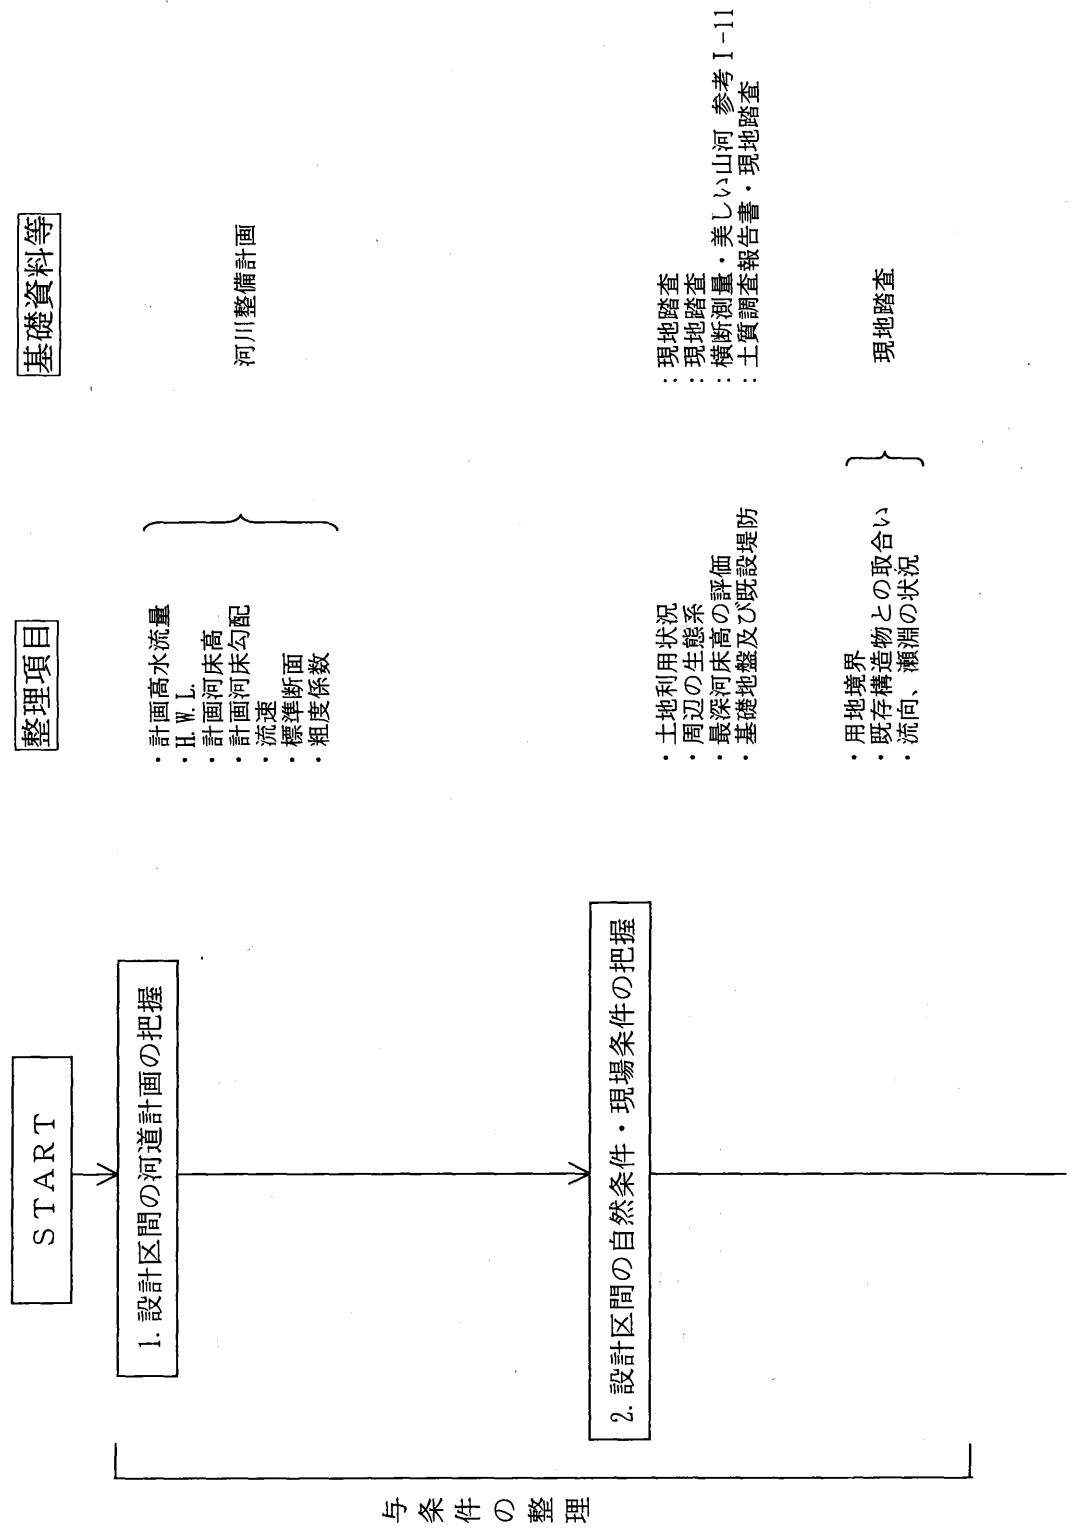 整理項目
基礎資料等
START
与条件の整理
1. 設計区間の河道計画の把握
・計画高水流量
・H. W. L.
・計画河床高
・計画河床勾配
・流速
・標準断面
・粗度係数
河川整備計画
2. 設計区間の自然条件・現場条件の把握
・土地利用状況 : 現地踏査
・周辺の生態系 : 現地踏査
・最深河床高の評価 : 横断測量・美しい山河 参考Ⅰ-11
・基礎地盤及び既設堤防 : 土質調査報告書・現地踏査
・用地境界
・既存構造物との取合い
・流向、瀬淵の状況
現地踏査